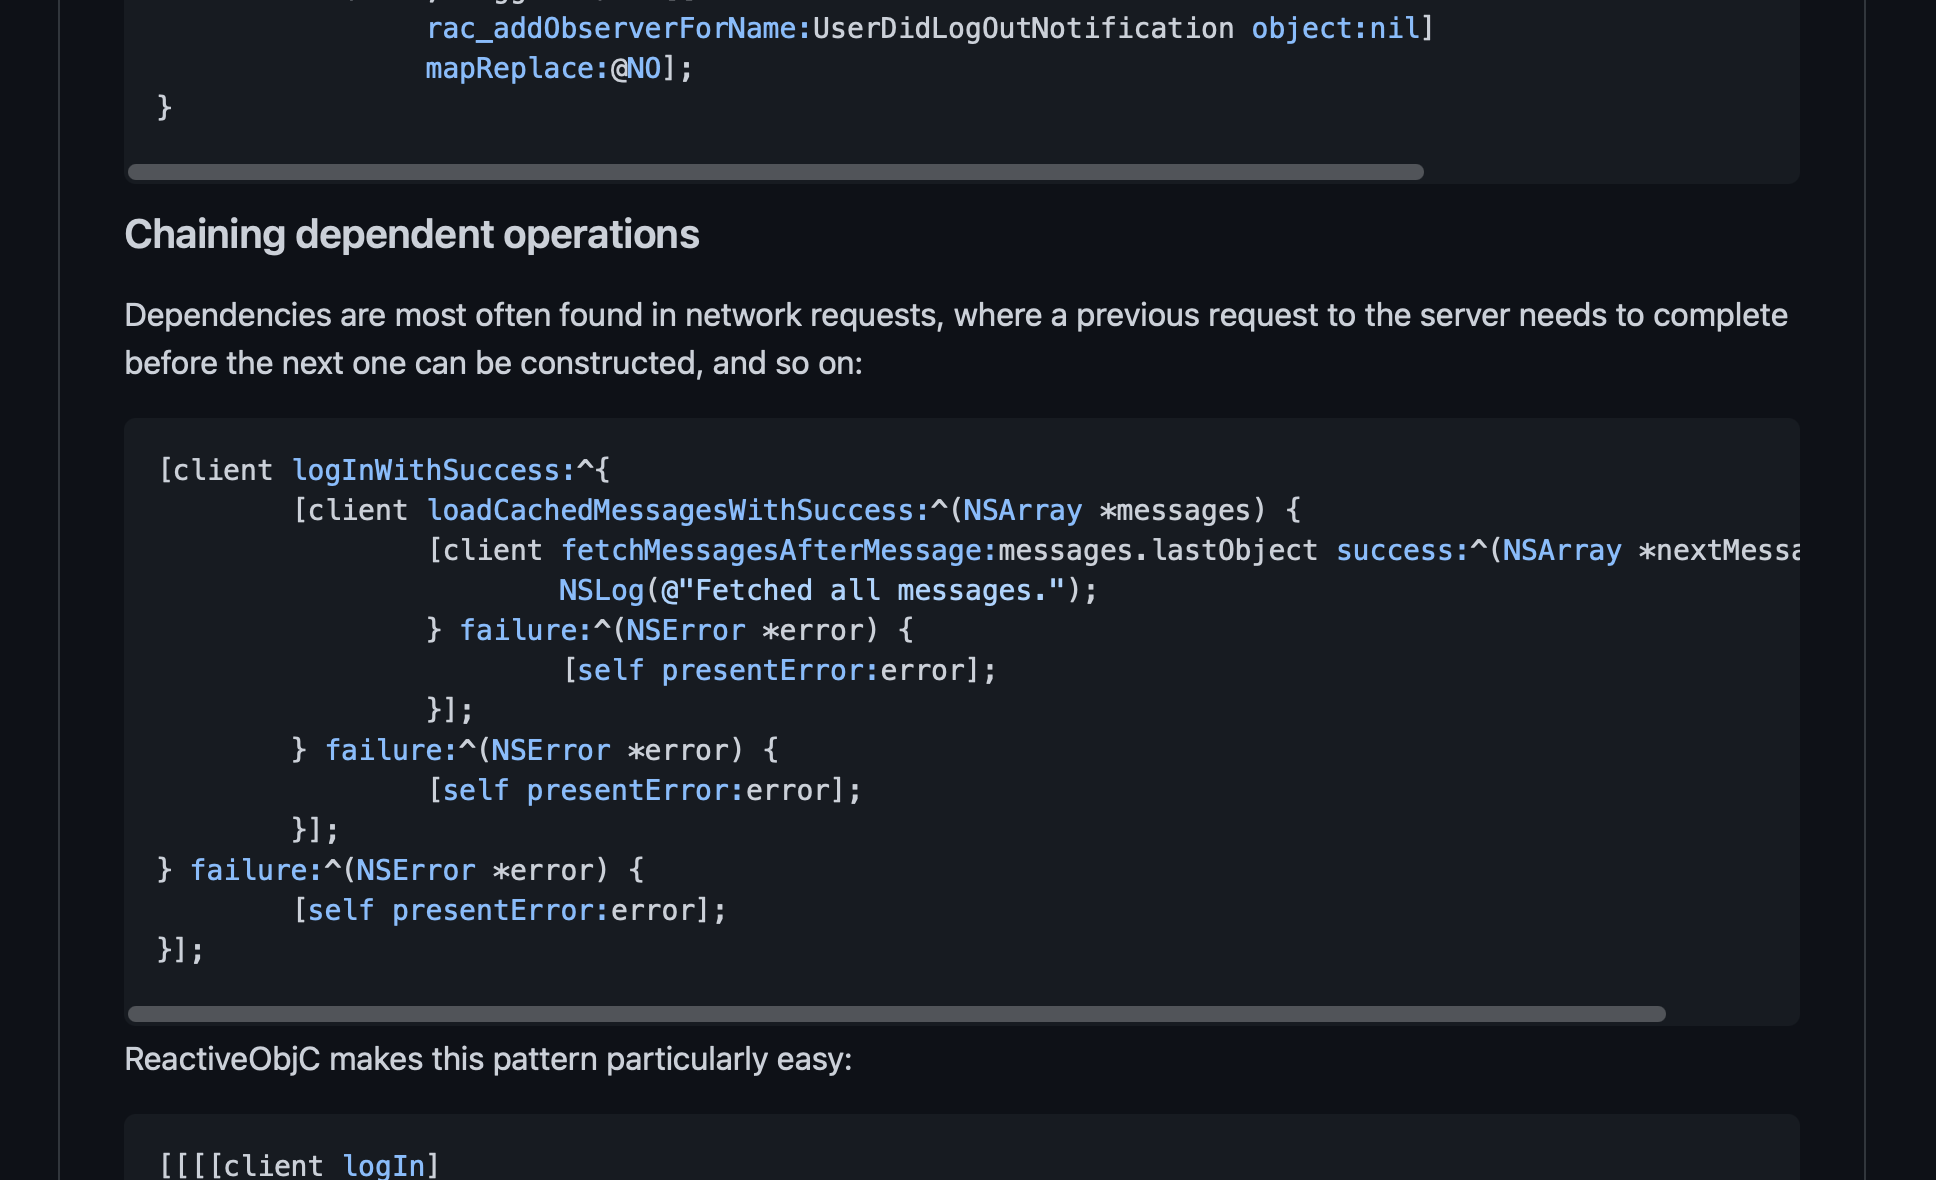 rac_addObserverForName:UserDidLogOutNotification object:nil]
mapReplace:@NO];
}
Chaining dependent operations
Dependencies are most often found in network requests, where a previous request to the server needs to complete
before the next one can be constructed, and so on:
[client logInWithSuccess:^{
[client loadCachedMessagesWithSuccess:^(NSArray *messages) {
[client fetchMessagesAfterMessage:messages.lastObject success:^(NSArray *nextMessa
NSLog(@"Fetched all messages.");
} failure:^(NSError *error) {
[self presentError:error];
}];
} failure:^(NSError *error) {
[self presentError:error];
}];
} failure:^(NSError *error) {
[self presentError:error];
}];
ReactiveObjC makes this pattern particularly easy:
[[[[client logIn]